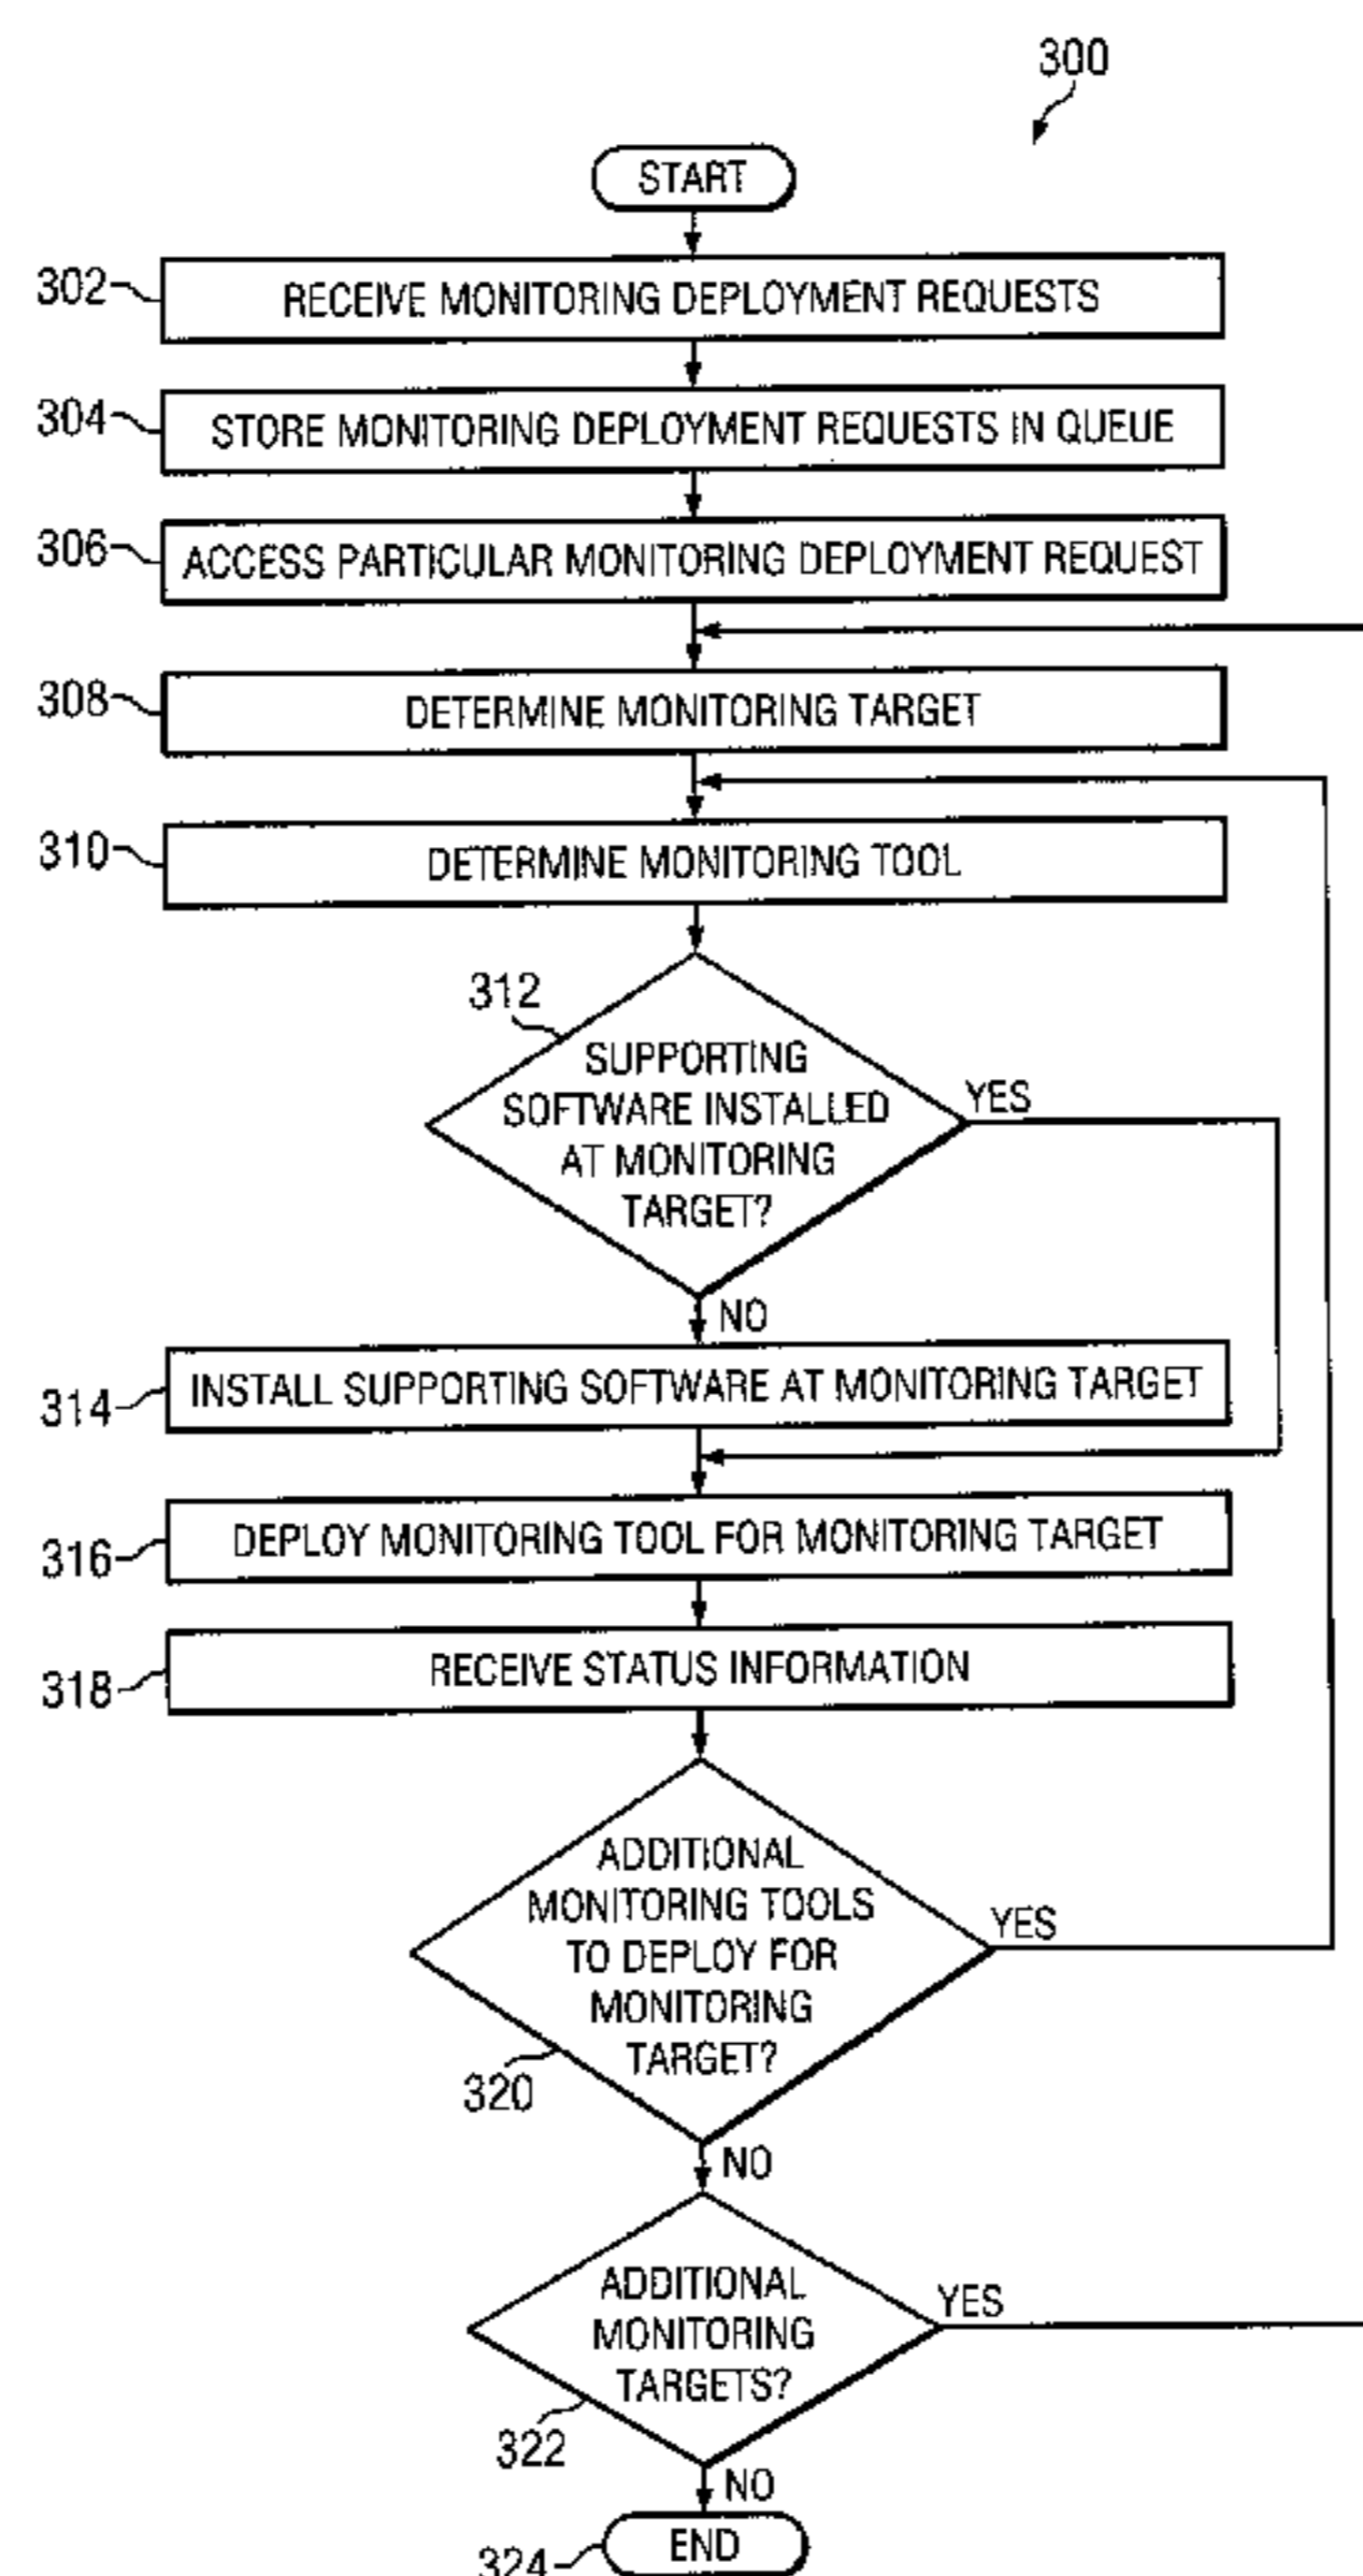 300
START
302
RECEIVE MONITORING DEPLOYMENT REQUESTS
304
STORE MONITORING DEPLOYMENT REQUESTS IN QUEUE
306
ACCESS PARTICULAR MONITORING DEPLOYMENT REQUEST
308
DETERMINE MONITORING TARGET
310
DETERMINE MONITORING TOOL
312
SUPPORTING
SOFTWARE INSTALLED
AT MONITORING
TARGET?
YES
NO
314
INSTALL SUPPORTING SOFTWARE AT MONITORING TARGET
316
DEPLOY MONITORING TOOL FOR MONITORING TARGET
318
RECEIVE STATUS INFORMATION
ADDITIONAL
MONITORING TOOLS
TO DEPLOY FOR
MONITORING
TARGET?
YES
320
NO
ADDITIONAL
MONITORING
TARGETS?
YES
322
NO
END
324